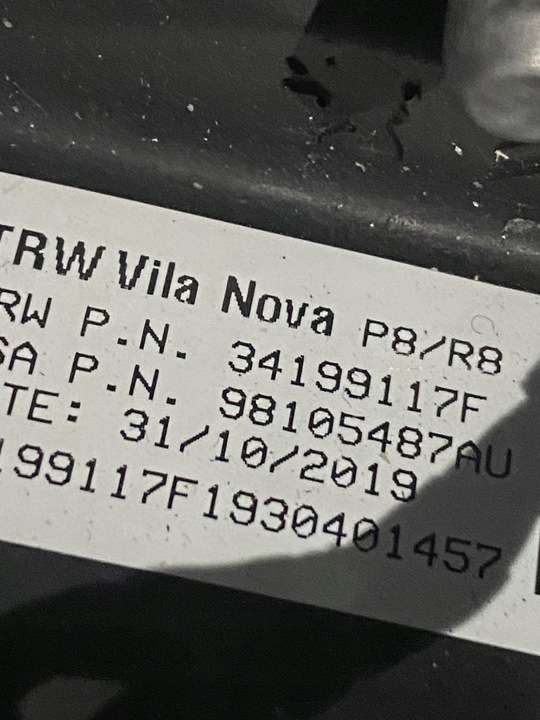 TRW Vila Nova P8/R8
RW P.N. 34199117F
SA P.N. 98105487AU
TE: 31/10/2019
199117F1930401457